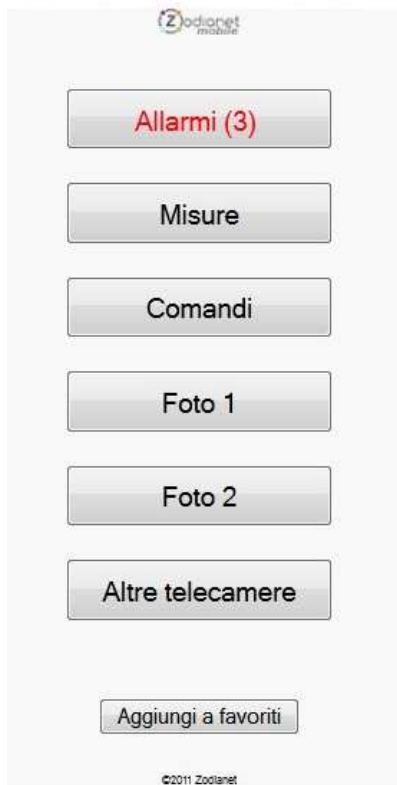 Zodianet
mobile
Allarmi (3)
Misure
Comandi
Foto 1
Foto 2
Altre telecamere
Aggiungi a favoriti
©2011 Zodianet